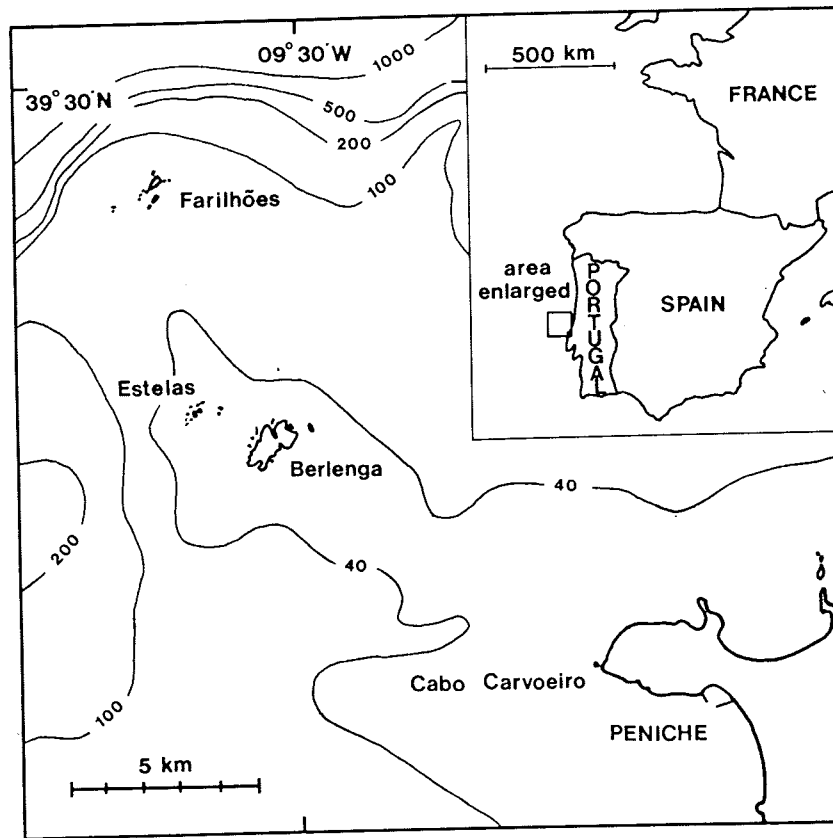 09° 30' W
39° 30' N
1000
500
200
100
Farilhões
Estelas
Berlenga
40
40
200
100
Cabo Carvoeiro
PENICHE
5 km
500 km
FRANCE
area
enlarged
PORTUGAL
SPAIN